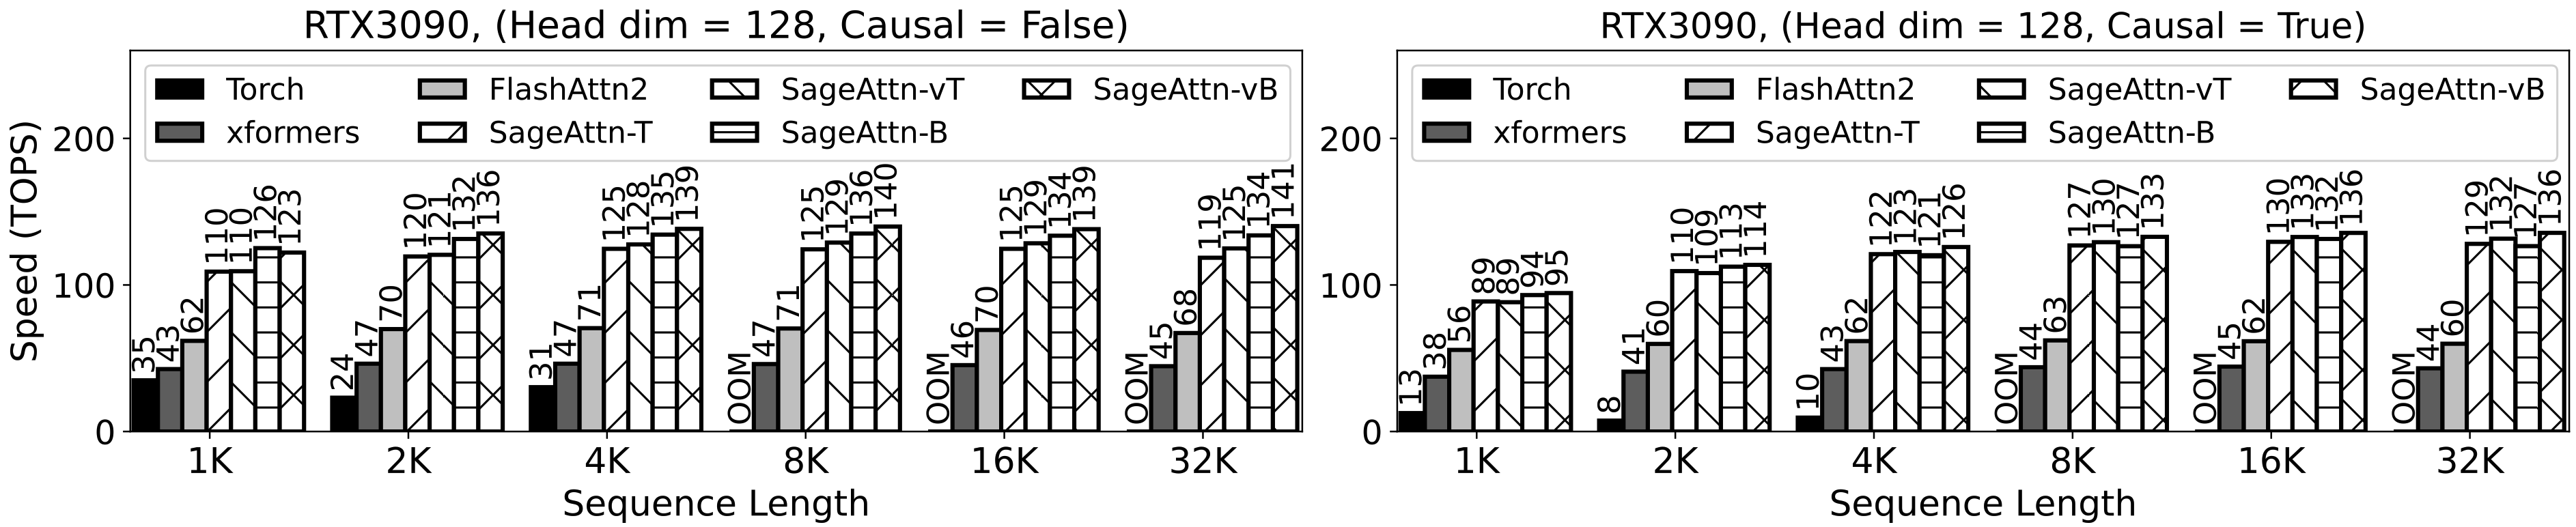 RTX3090, (Head dim = 128, Causal = False)
Torch
xformers
FlashAttn2
SageAttn-T
SageAttn-vT
SageAttn-B
SageAttn-vB
Speed (TOPS)
200
100
0
35 43 62 110 110 126 123
24 47 70 120 121 132 136
31 47 71 125 128 135 139
OOM 47 71 125 129 136 140
OOM 46 70 125 129 134 139
OOM 45 68 119 125 134 141
1K 2K 4K 8K 16K 32K
Sequence Length
RTX3090, (Head dim = 128, Causal = True)
Torch
xformers
FlashAttn2
SageAttn-T
SageAttn-vT
SageAttn-B
SageAttn-vB
200
100
0
13 38 56 89 89 94 95
8 41 60 110 109 113 114
10 43 62 122 123 121 126
OOM 44 63 127 130 127 133
OOM 45 62 130 133 132 136
OOM 44 60 129 132 127 136
1K 2K 4K 8K 16K 32K
Sequence Length